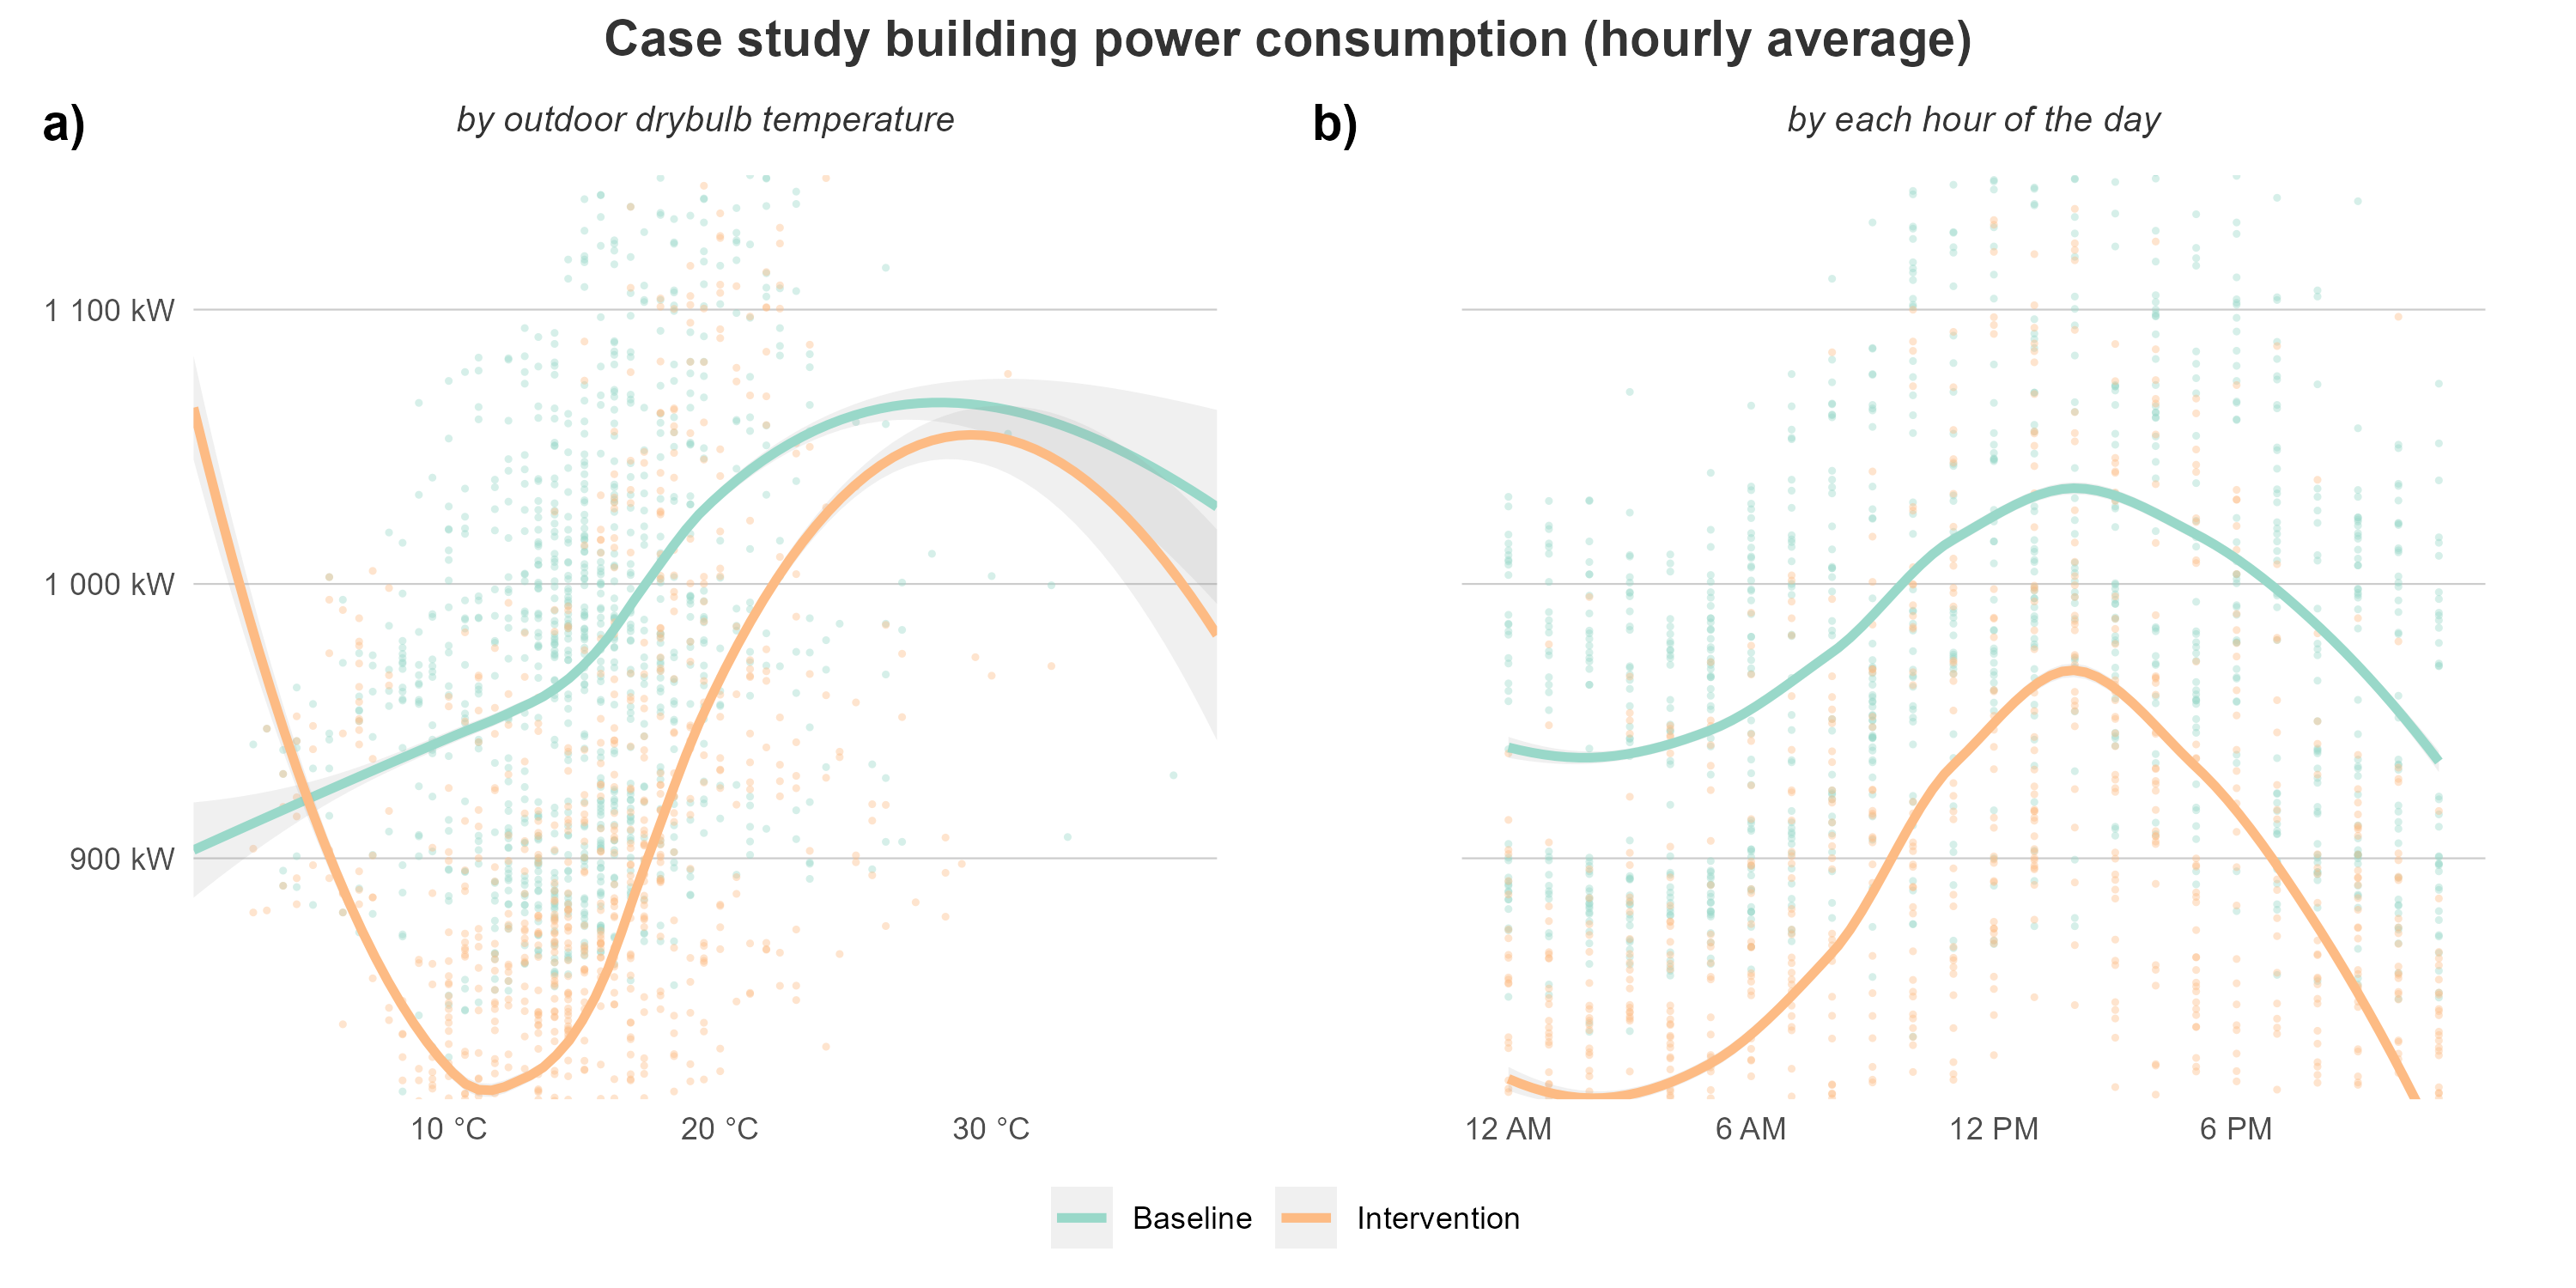 Case study building power consumption (hourly average)
a)
by outdoor drybulb temperature
b)
by each hour of the day
1 100 kW
1 000 kW
900 kW
10 °C
20 °C
30 °C
12 AM
6 AM
12 PM
6 PM
Baseline
Intervention